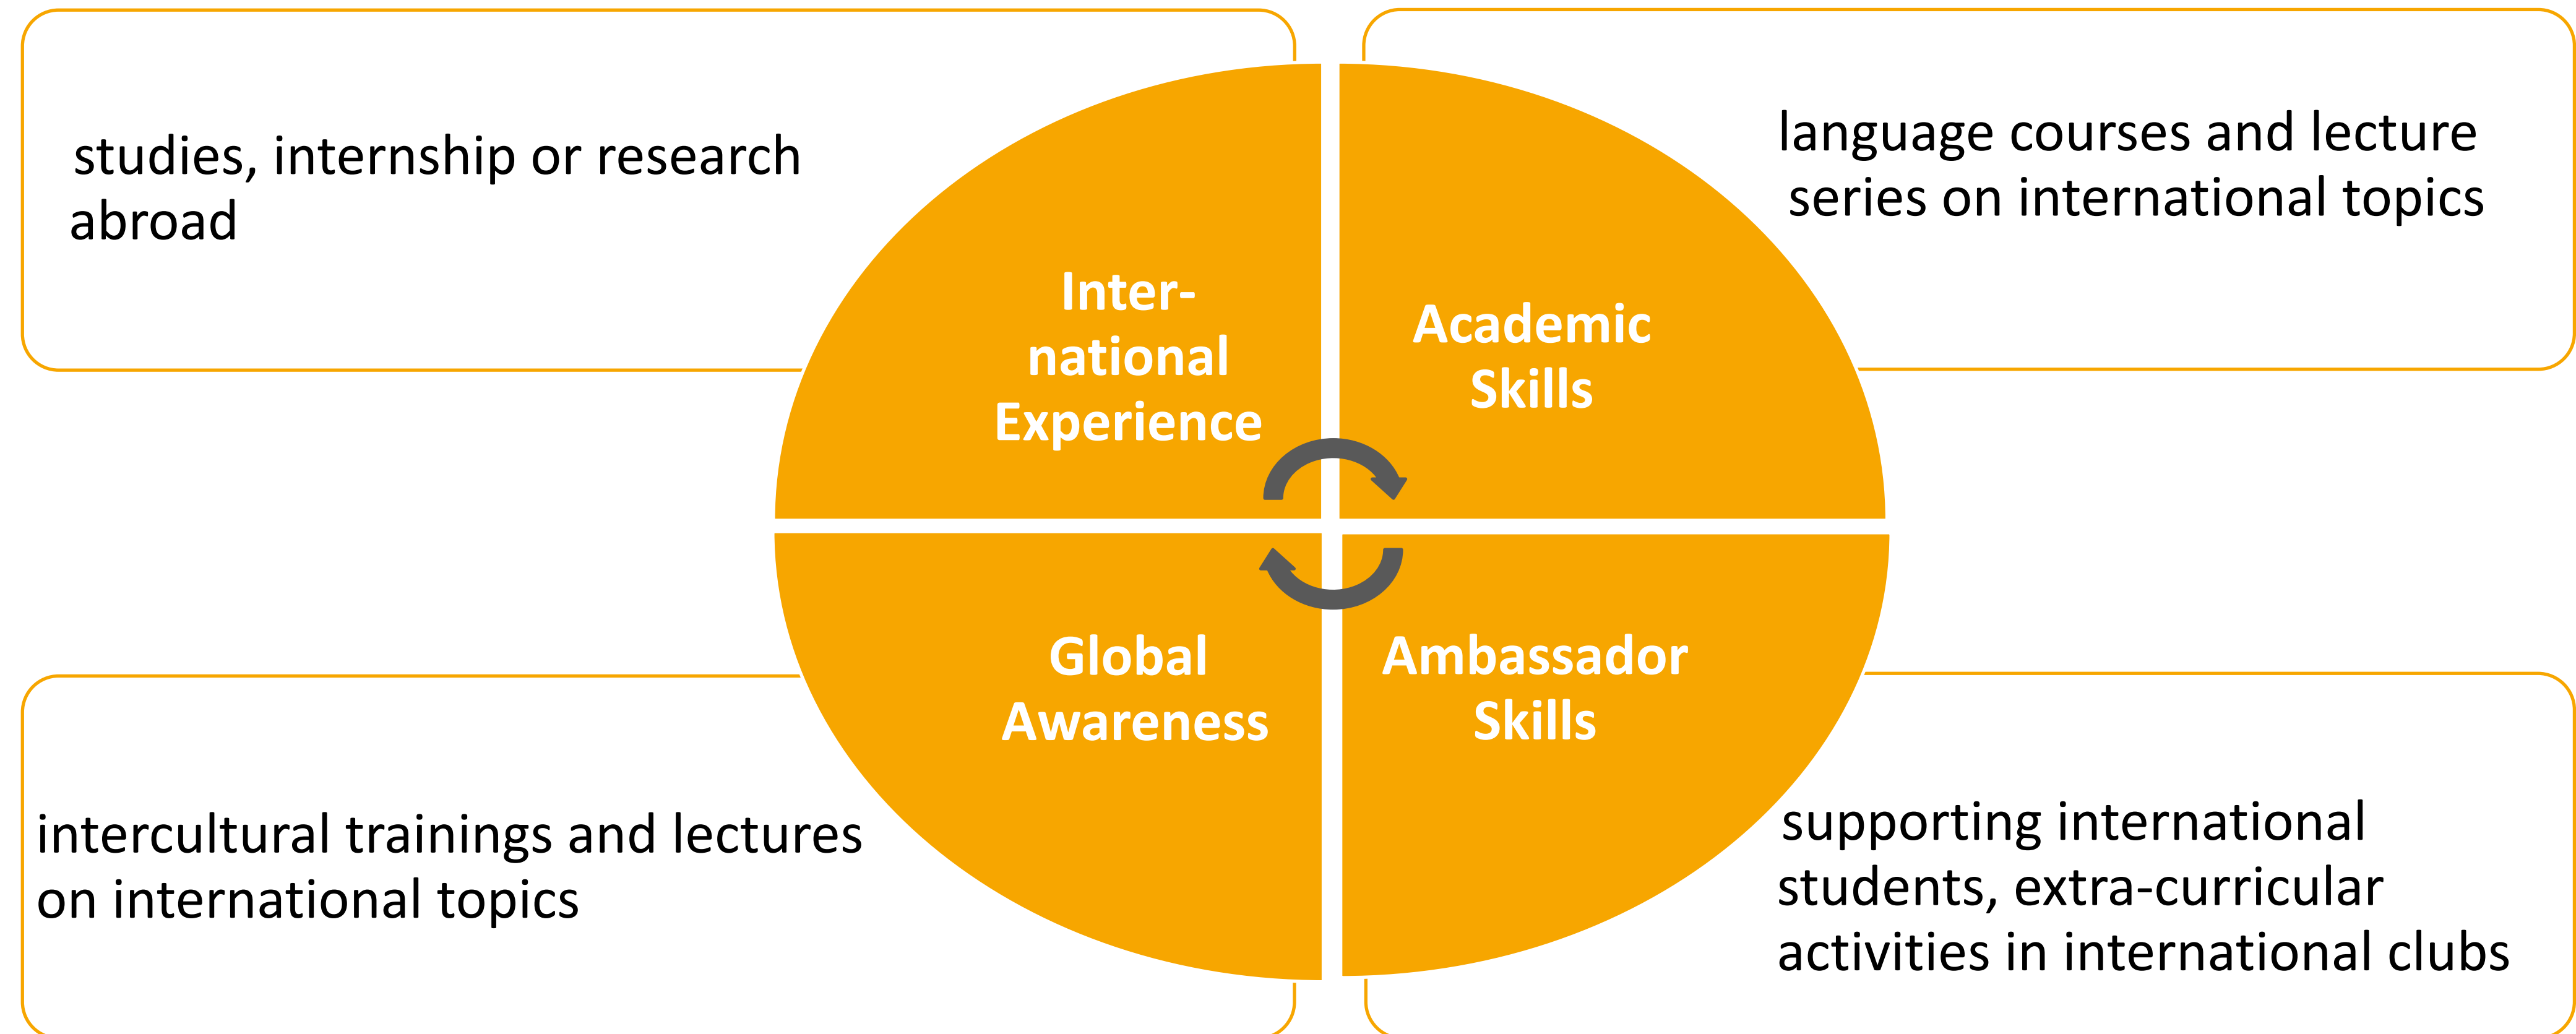 studies, internship or research
abroad
Inter-
national
Experience
language courses and lecture
series on international topics
Academic
Skills
Global
Awareness
intercultural trainings and lectures
on international topics
Ambassador
Skills
supporting international
students, extra-curricular
activities in international clubs